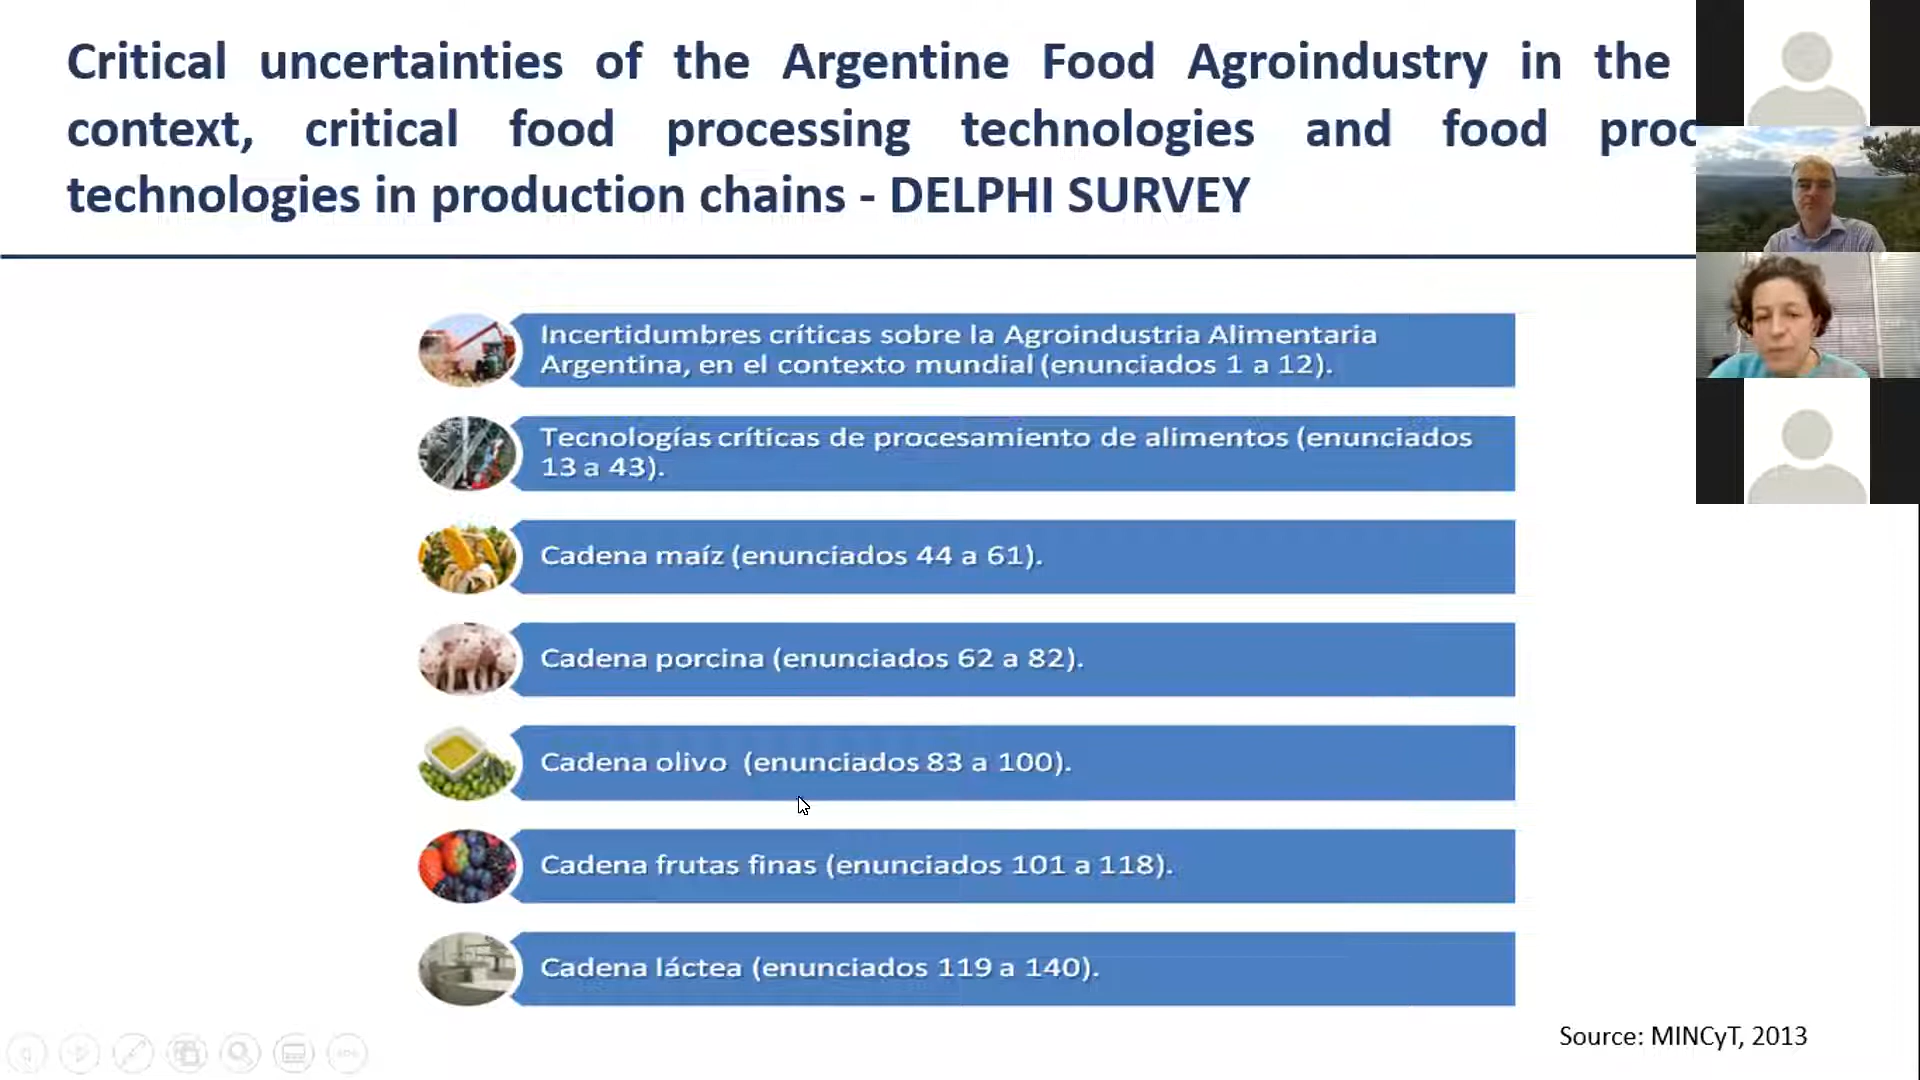 Critical uncertainties of the Argentine Food Agroindustry in the
context, critical food processing technologies and food
technologies in production chains - DELPHI SURVEY
Incertidumbres críticas sobre la Agroindustria Alimentaria
Argentina, en el contexto mundial (enunciados 1 a 12).
Tecnologías críticas de procesamiento de alimentos (enunciados
13 a 43).
Cadena maíz (enunciados 44 a 61).
Cadena porcina (enunciados 62 a 82).
Cadena olivo (enunciados 83 a 100).
Cadena frutas finas (enunciados 101 a 118).
Cadena láctea (enunciados 119 a 140).
Source: MINCyT, 2013